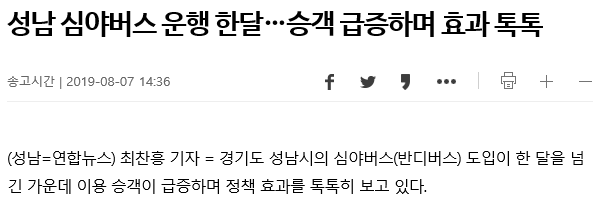 성남 심야버스 운행 한달…승객 급증하며 효과 톡톡
송고시간 | 2019-08-07 14:36
(성남=연합뉴스) 최찬흥 기자 = 경기도 성남시의 심야버스(반디버스) 도입이 한 달을 넘
긴 가운데 이용 승객이 급증하며 정책 효과를 톡톡히 보고 있다.